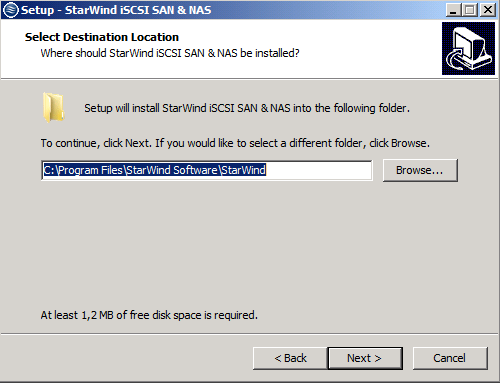 Setup - StarWind iSCSI SAN & NAS
Select Destination Location
Where should StarWind iSCSI SAN & NAS be installed?
Setup will install StarWind iSCSI SAN & NAS into the following folder.
To continue, click Next. If you would like to select a different folder, click Browse.
C:\Program Files\StarWind Software\StarWind
Browse...
At least 1,2 MB of free disk space is required.
< Back
Next >
Cancel